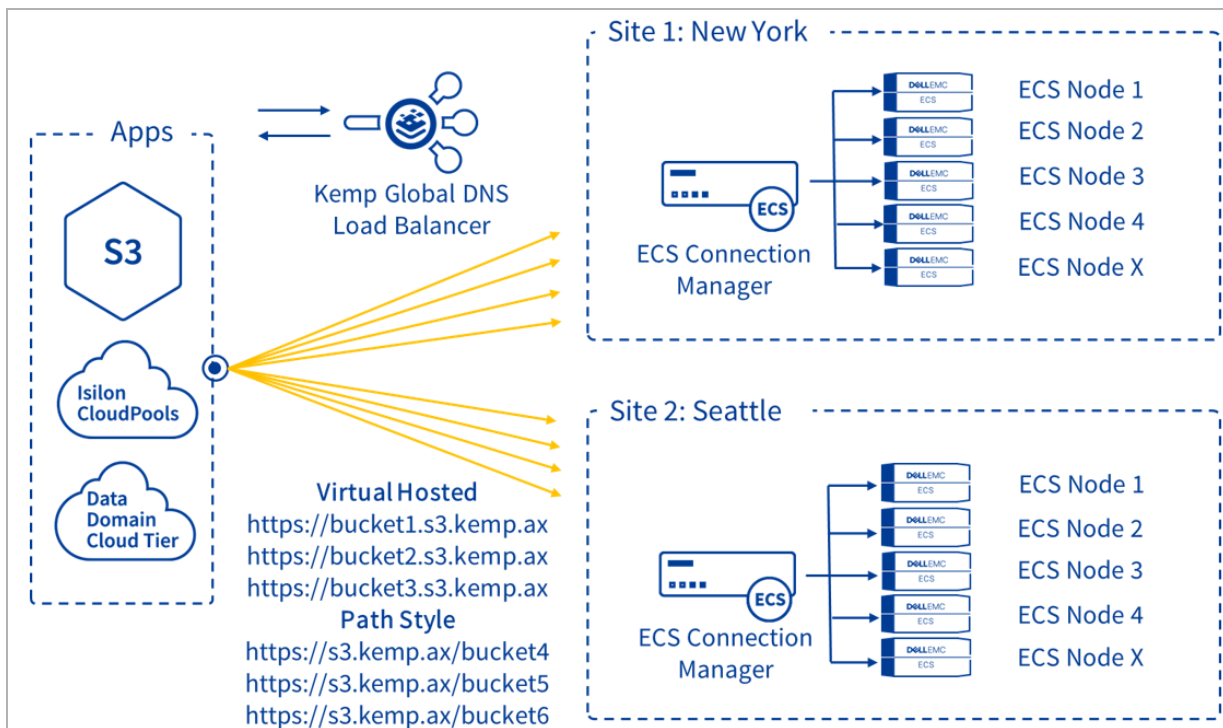 Site 1: New York
Apps
Kemp Global DNS
Load Balancer
S3
Isilon
CloudPools
Data
Domain
Cloud Tier
ECS
ECS Connection
Manager
DELLEMC
ECS
ECS Node 1
DELLEMC
ECS
ECS Node 2
DELLEMC
ECS
ECS Node 3
DELLEMC
ECS
ECS Node 4
DELLEMC
ECS
ECS Node X
Virtual Hosted
https://bucket1.s3.kemp.ax
https://bucket2.s3.kemp.ax
https://bucket3.s3.kemp.ax
Path Style
https://s3.kemp.ax/bucket4
https://s3.kemp.ax/bucket5
https://s3.kemp.ax/bucket6
Site 2: Seattle
ECS
ECS Connection
Manager
DELLEMC
ECS
ECS Node 1
DELLEMC
ECS
ECS Node 2
DELLEMC
ECS
ECS Node 3
DELLEMC
ECS
ECS Node 4
DELLEMC
ECS
ECS Node X